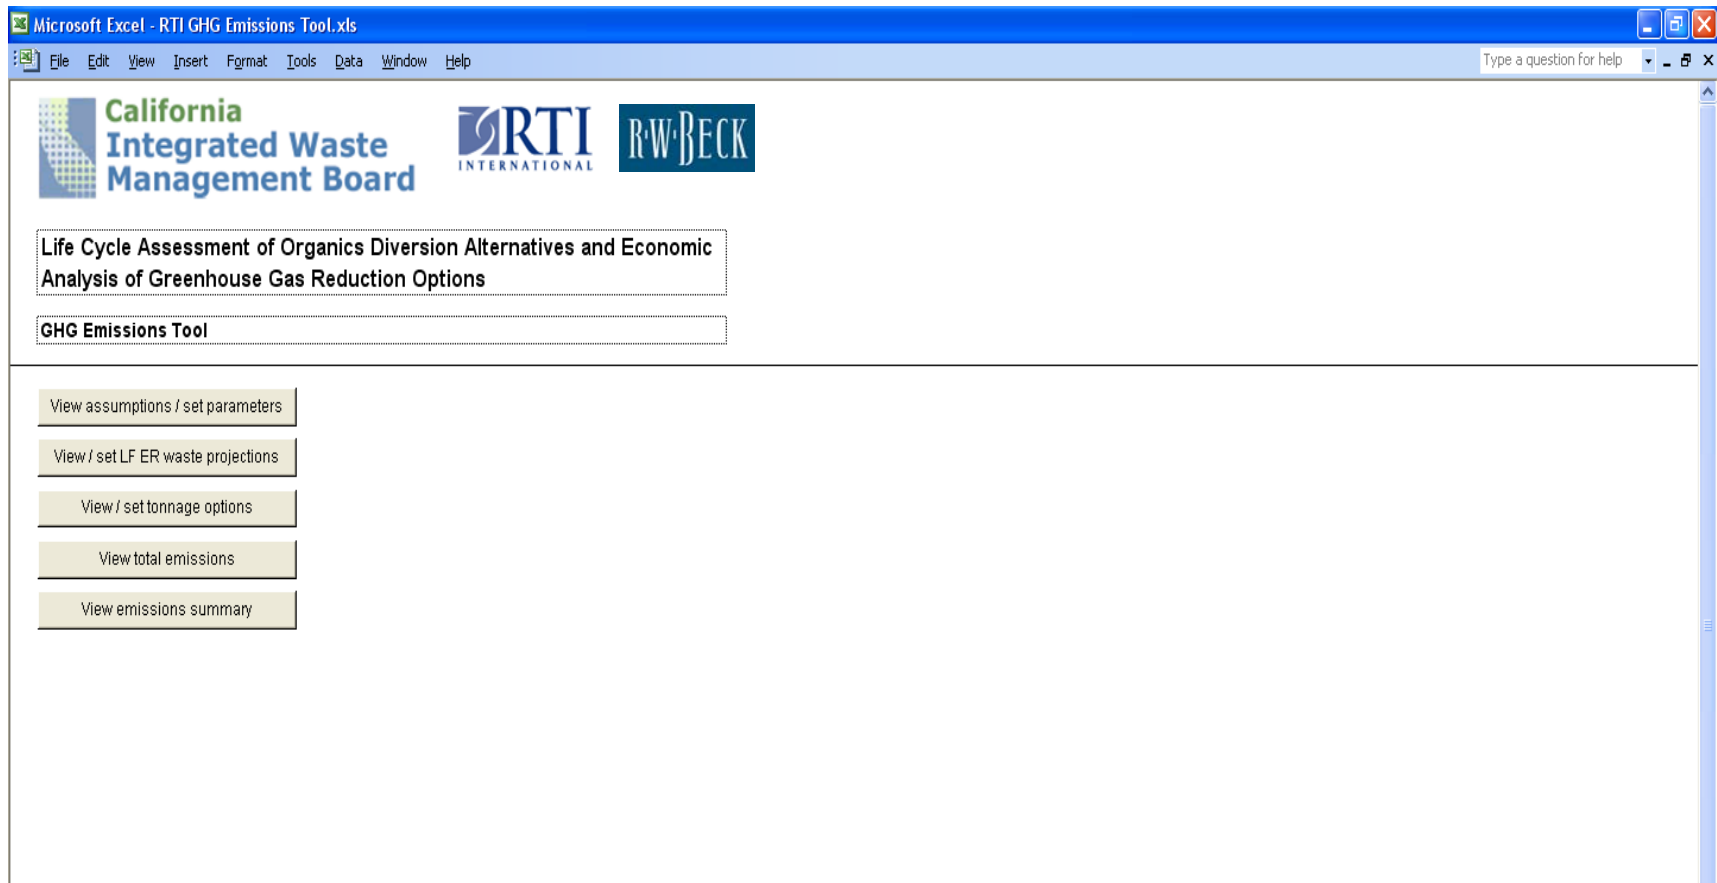 Microsoft Excel - RTI GHG Emissions Tool.xls
File Edit View Insert Format Tools Data Window Help
Type a question for help
California
Integrated Waste
Management Board
RTI
INTERNATIONAL
R·W·BECK
Life Cycle Assessment of Organics Diversion Alternatives and Economic
Analysis of Greenhouse Gas Reduction Options
GHG Emissions Tool
View assumptions / set parameters
View / set LF ER waste projections
View / set tonnage options
View total emissions
View emissions summary